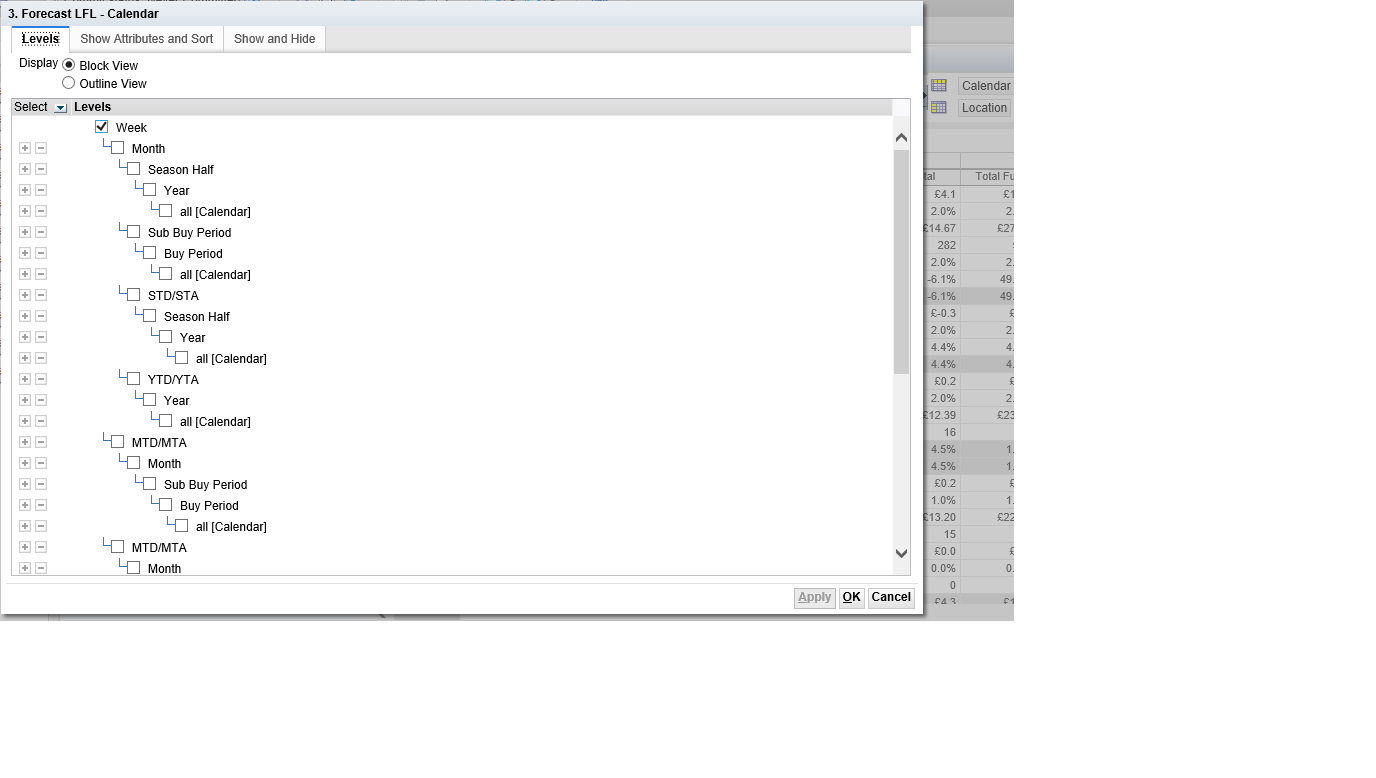 3. Forecast LFL - Calendar
Levels
Show Attributes and Sort
Show and Hide
Display
Block View
Outline View
Select
Levels
Week
Month
Season Half
Year
all [Calendar]
Sub Buy Period
Buy Period
all [Calendar]
STD/STA
Season Half
Year
all [Calendar]
YTD/YTA
Year
all [Calendar]
MTD/MTA
Month
Sub Buy Period
Buy Period
all [Calendar]
MTD/MTA
Month
Apply
OK
Cancel
Calendar
Location
£4.1
2.0% 2.
£14.67 £27
282
2.0% 2.
-6.1% 49.
-6.1% 49.
£-0.3 £
2.0% 2.
4.4% 4.
4.4% 4.
£0.2 £
2.0% 2.
£12.39 £23
16
4.5% 1.
4.5% 1.
£0.2 £
1.0% 1.
£13.20 £22
15
£0.0 £
0.0% 0.
0
£4.3